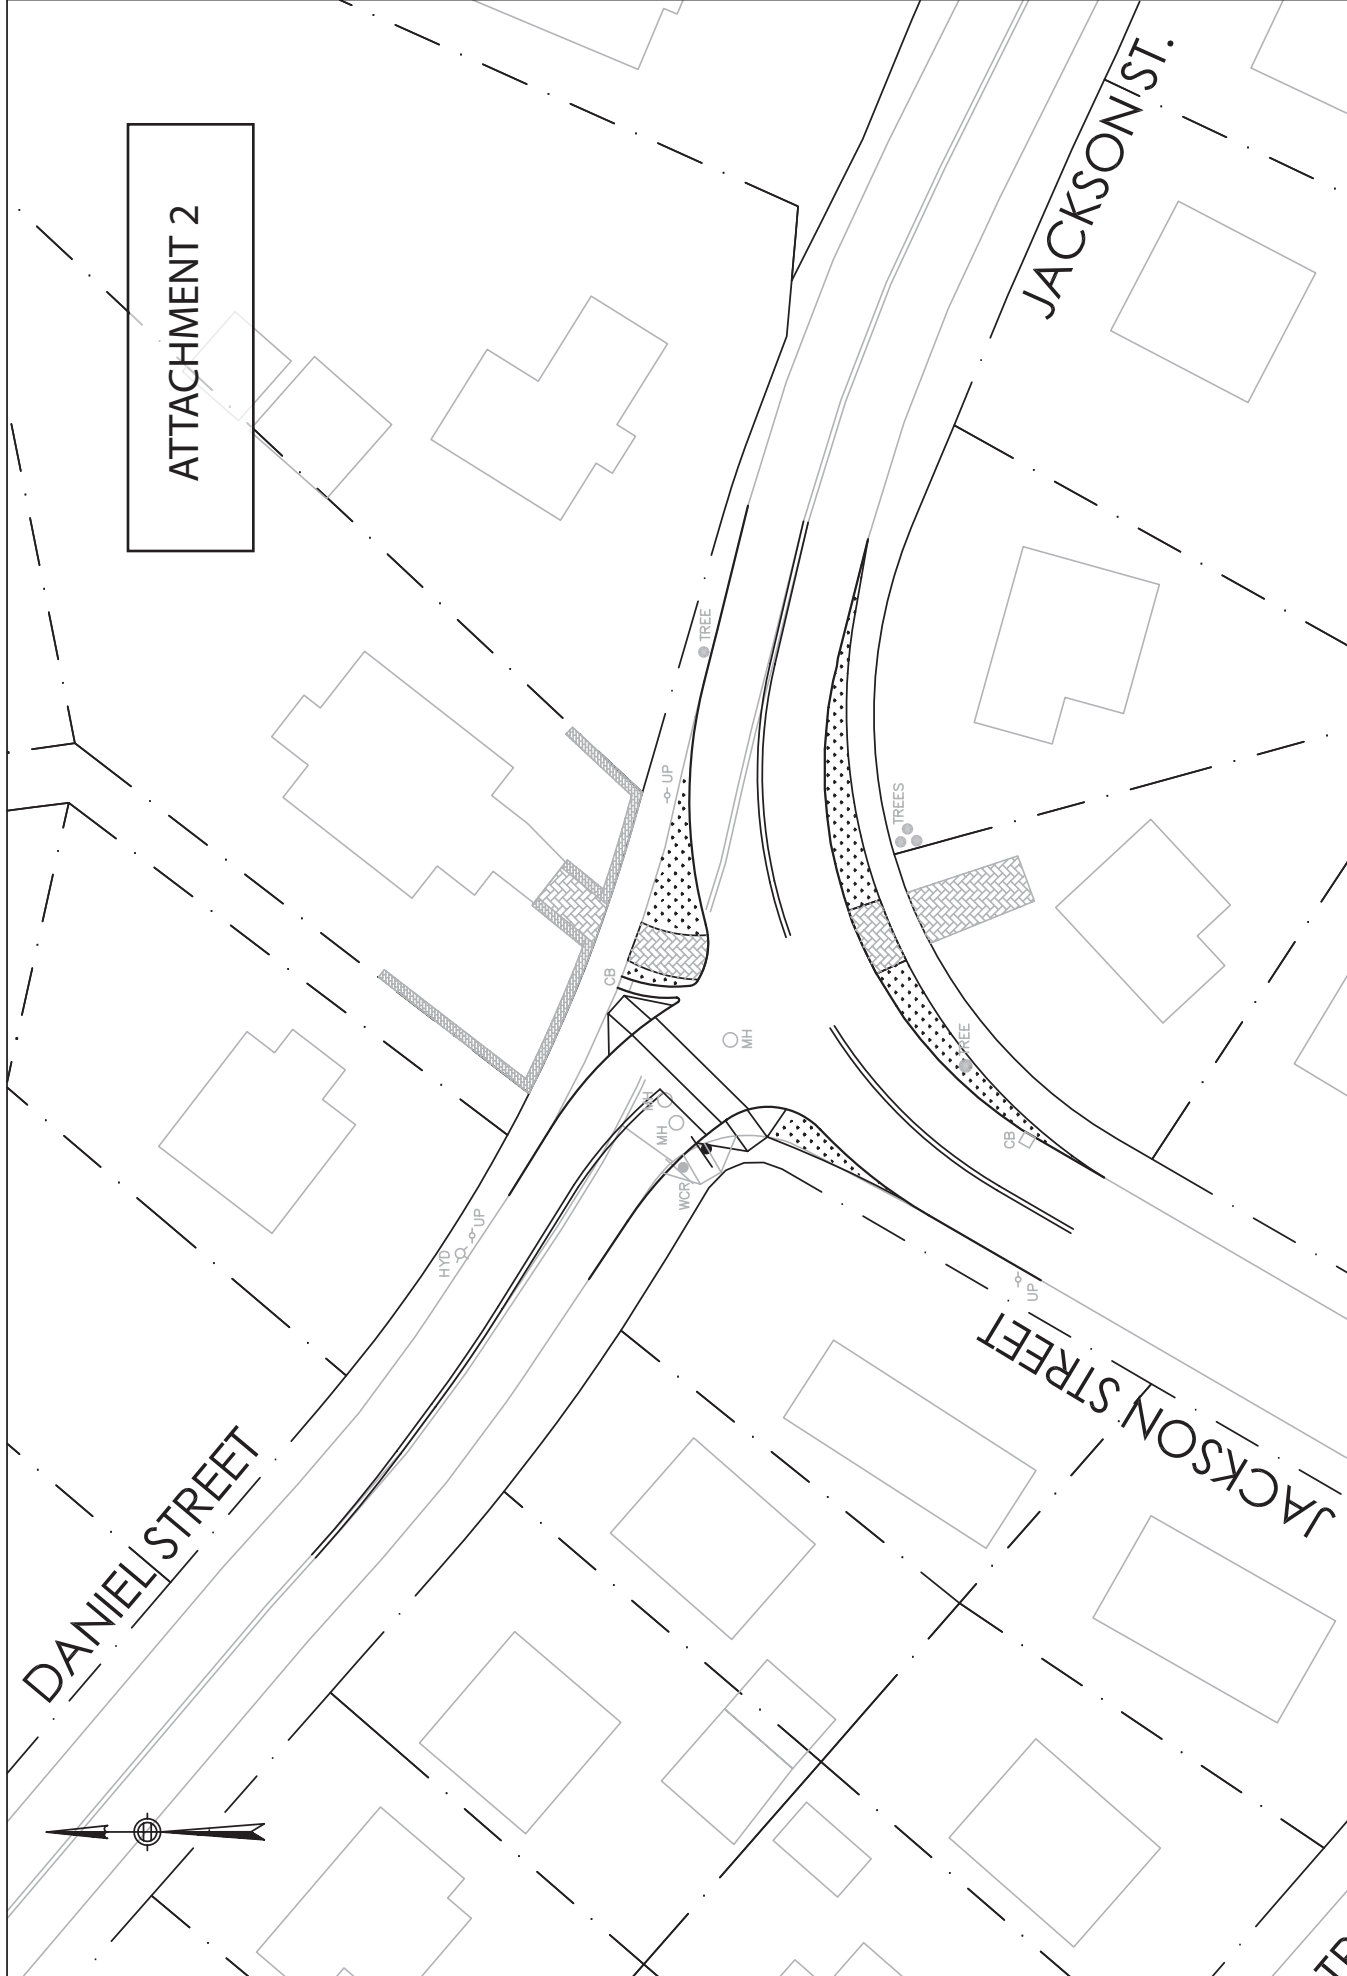 ATTACHMENT 2
JACKSON ST.
TREE
UP
TREES
CB
MH
TREE
MH
MH
CB
WCR
UP
HYD
UP
JACKSON STREET
DANIEL STREET